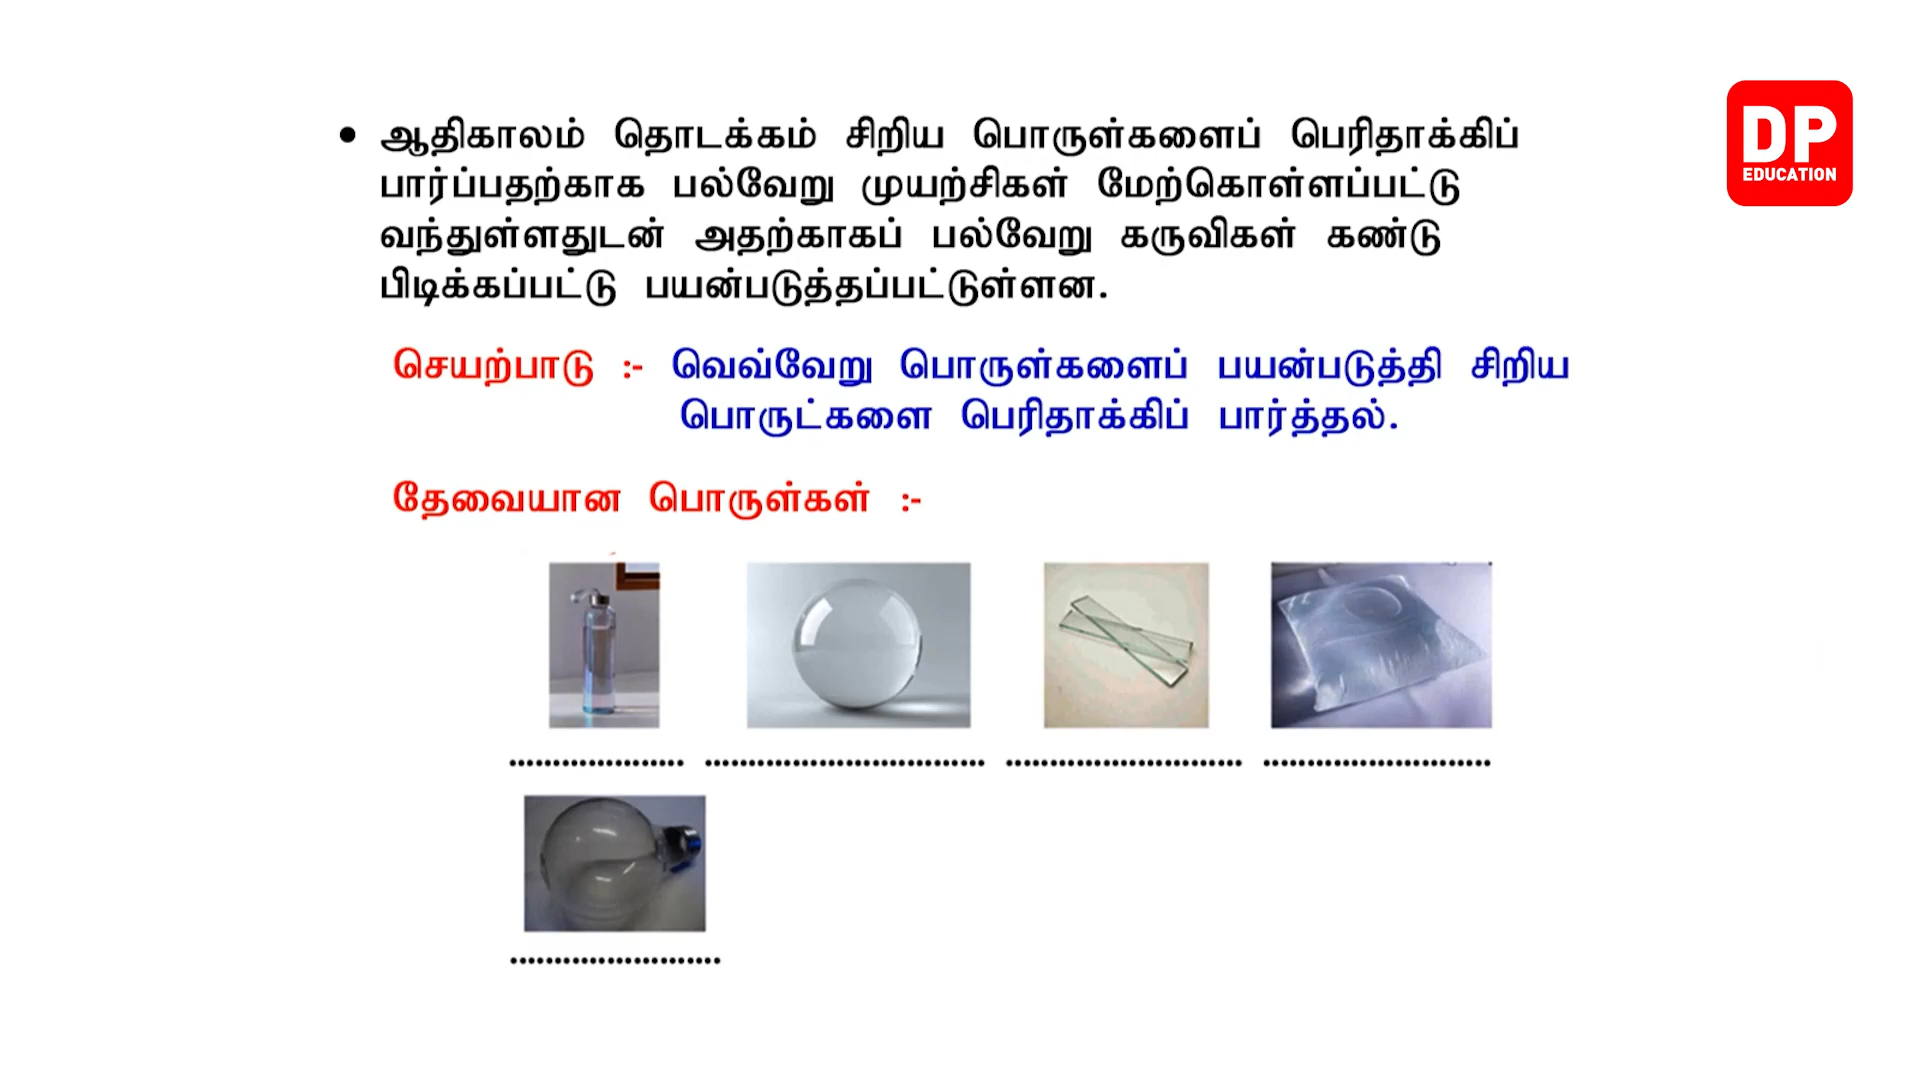 • ஆதிகாலம் தொடக்கம் சிறிய பொருள்களைப் பெரிதாக்கிப்
பார்ப்பதற்காக பல்வேறு முயற்சிகள் மேற்கொள்ளப்பட்டு
வந்துள்ளதுடன் அதற்காகப் பல்வேறு கருவிகள் கண்டு
பிடிக்கப்பட்டு பயன்படுத்தப்பட்டுள்ளன.
செயற்பாடு :- வெவ்வேறு பொருள்களைப் பயன்படுத்தி சிறிய
பொருட்களை பெரிதாக்கிப் பார்த்தல்.
தேவையான பொருள்கள் :-
.................... ................................ ........................... ..........................
........................
DP
EDUCATION